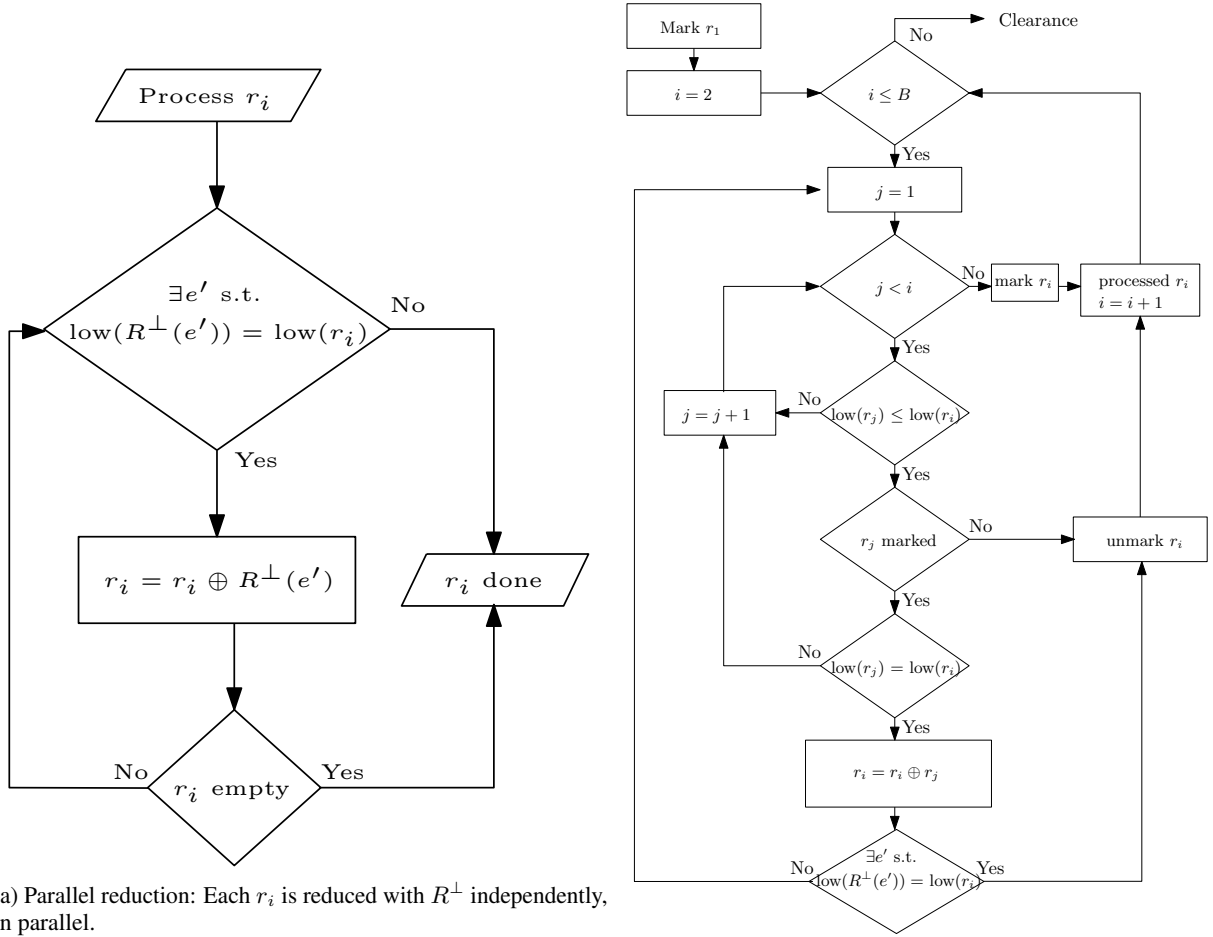 Process r_i
∃e′ s.t.
low(R^⊥(e′)) = low(r_i)
No
Yes
r_i = r_i ⊕ R^⊥(e′)
r_i done
No
r_i empty
Yes
a) Parallel reduction: Each r_i is reduced with R^⊥ independently,
n parallel.
Mark r_1
i = 2
i ≤ B
No
Clearance
Yes
j = 1
j < i
No
mark r_i
processed r_i
i = i + 1
Yes
low(r_j) ≤ low(r_i)
No
j = j + 1
Yes
r_j marked
No
unmark r_i
Yes
low(r_j) = low(r_i)
No
Yes
r_i = r_i ⊕ r_j
∃e′ s.t.
low(R^⊥(e′)) = low(r_i)
No
Yes